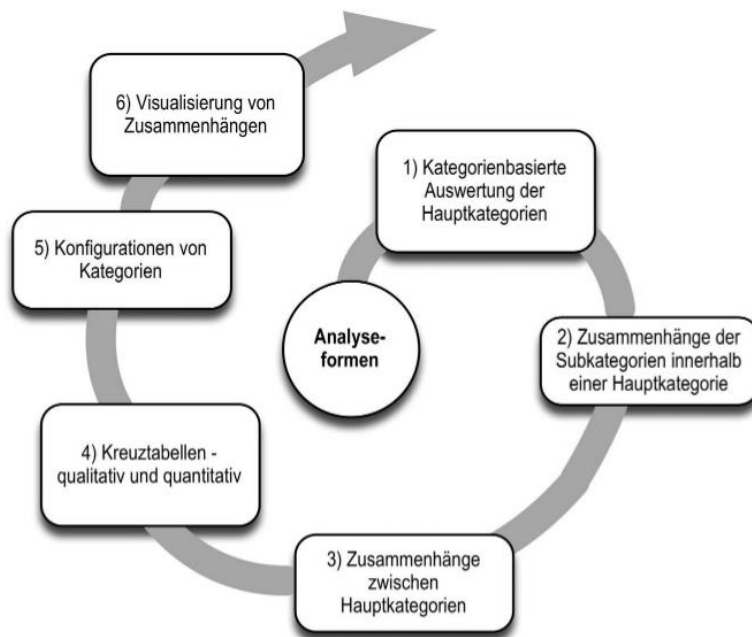 Analyse-
formen
1) Kategorienbasierte
Auswertung der
Hauptkategorien
2) Zusammenhänge der
Subkategorien innerhalb
einer Hauptkategorie
3) Zusammenhänge
zwischen
Hauptkategorien
4) Kreuztabellen -
qualitativ und quantitativ
5) Konfigurationen von
Kategorien
6) Visualisierung von
Zusammenhängen